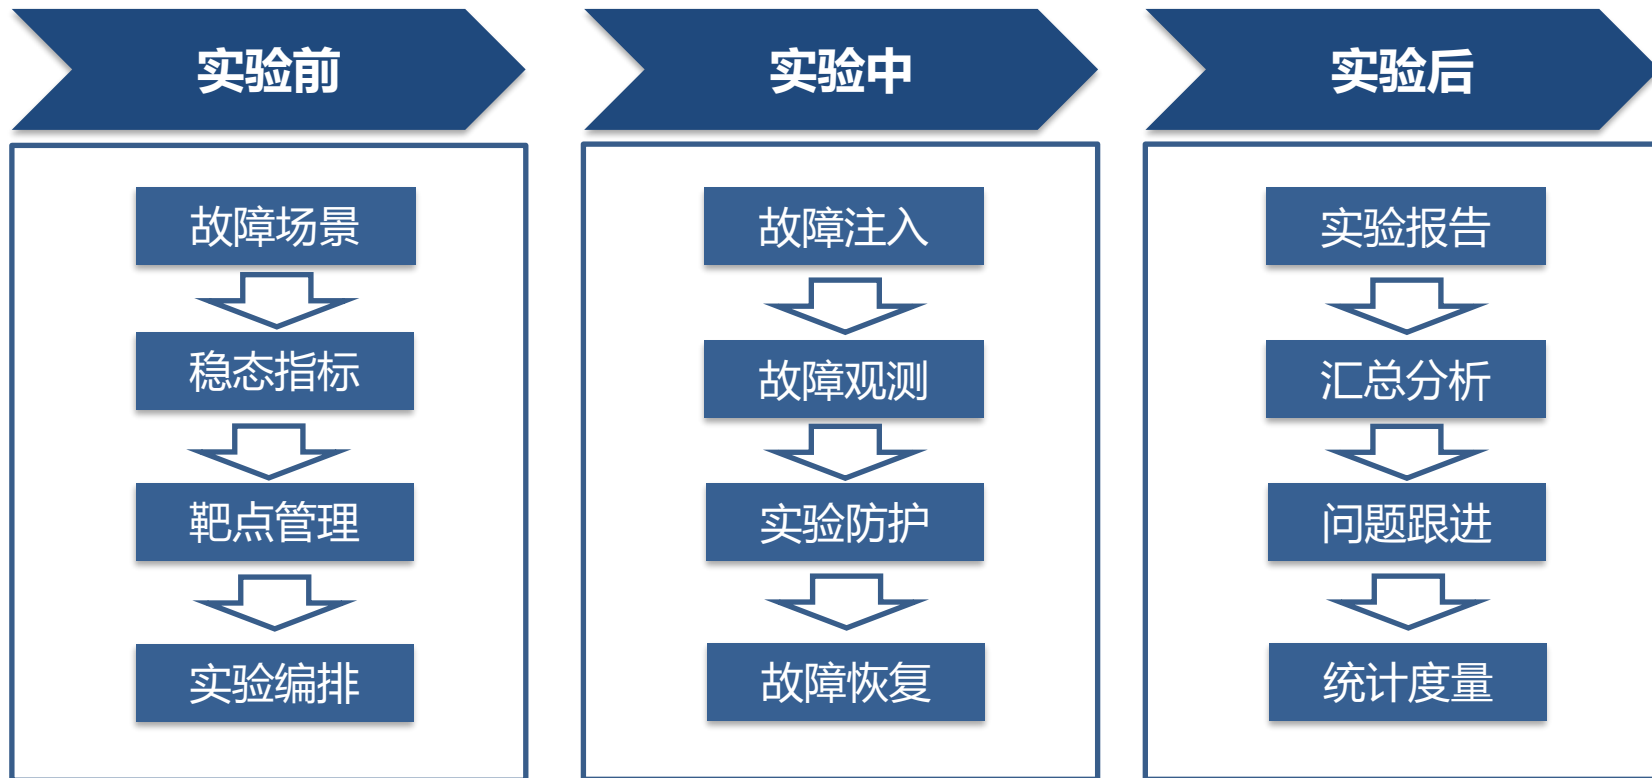 实验前
故障场景
稳态指标
靶点管理
实验编排
实验中
故障注入
故障观测
实验防护
故障恢复
实验后
实验报告
汇总分析
问题跟进
统计度量